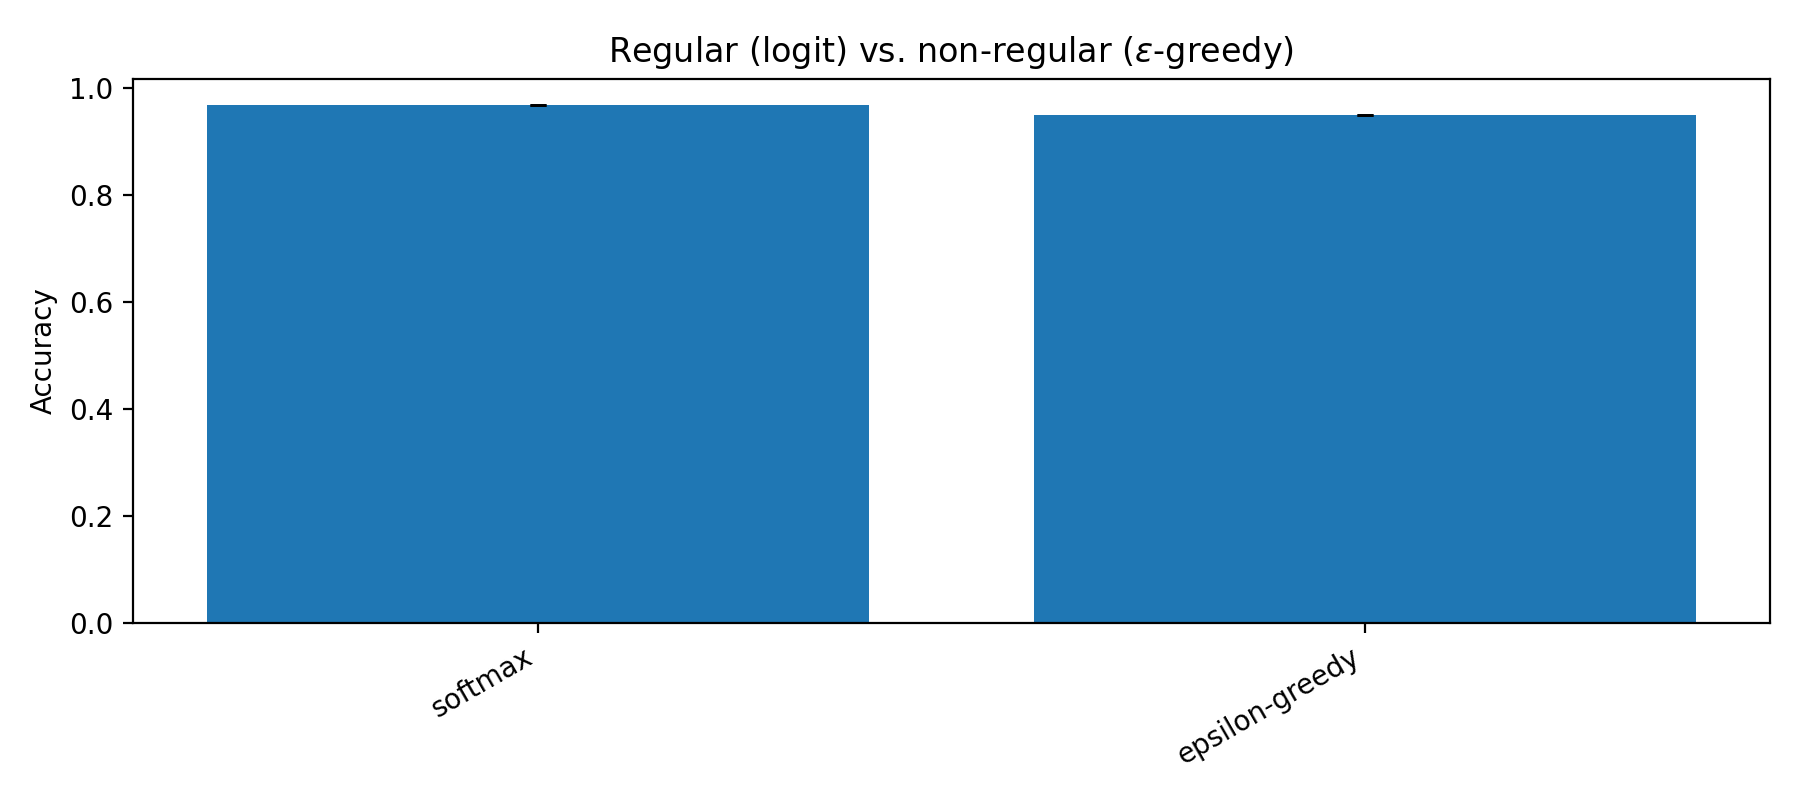 Regular (logit) vs. non-regular (ε-greedy)
1.0
0.8
0.6
0.4
0.2
0.0
Accuracy
softmax
epsilon-greedy